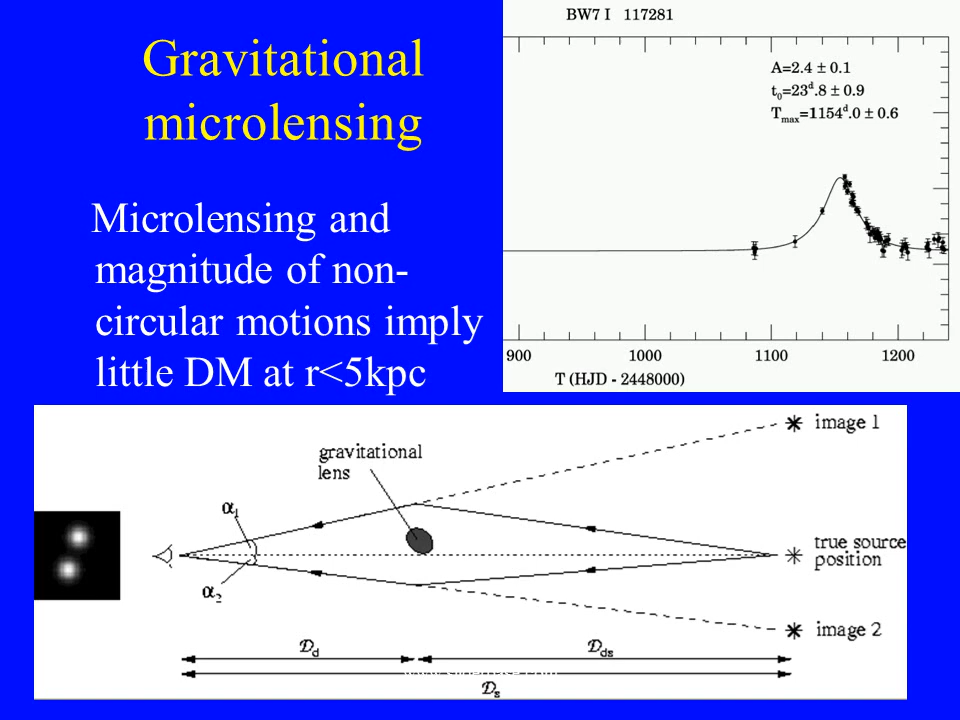 Gravitational
microlensing
Microlensing and
magnitude of non-
circular motions imply
little DM at r<5kpc
BW7 I 117281
A=2.4 ± 0.1
t₀=23ᵈ.8 ± 0.9
Tₘₐₓ=1154ᵈ.0 ± 0.6
900 1000 1100 1200
T (HJD - 2448000)
image 1
gravitational
lens
α₁
true source
position
α₂
image 2
𝒟d 𝒟ds
𝒟s